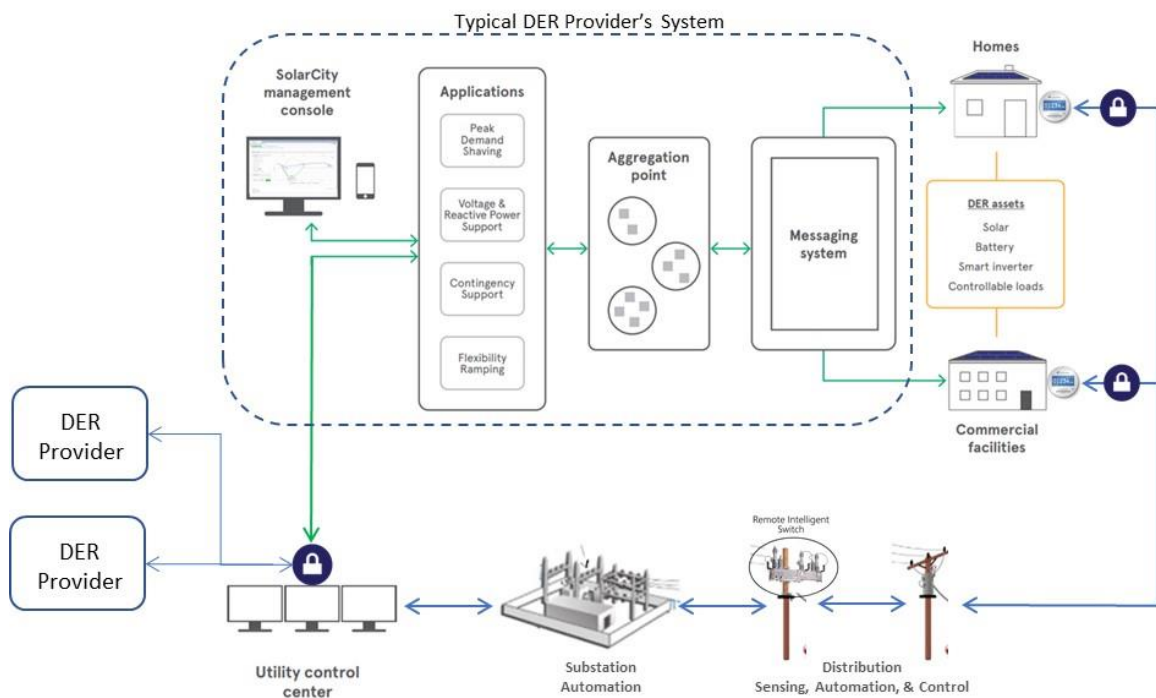 Typical DER Provider's System
SolarCity
management
console
Applications
Peak
Demand
Shaving
Voltage &
Reactive Power
Support
Contingency
Support
Flexibility
Ramping
Aggregation
point
Messaging
system
Homes
DER assets
Solar
Battery
Smart inverter
Controllable loads
Commercial
facilities
DER
Provider
DER
Provider
Utility control
center
Substation
Automation
Remote Intelligent
Switch
Distribution
Sensing, Automation, & Control